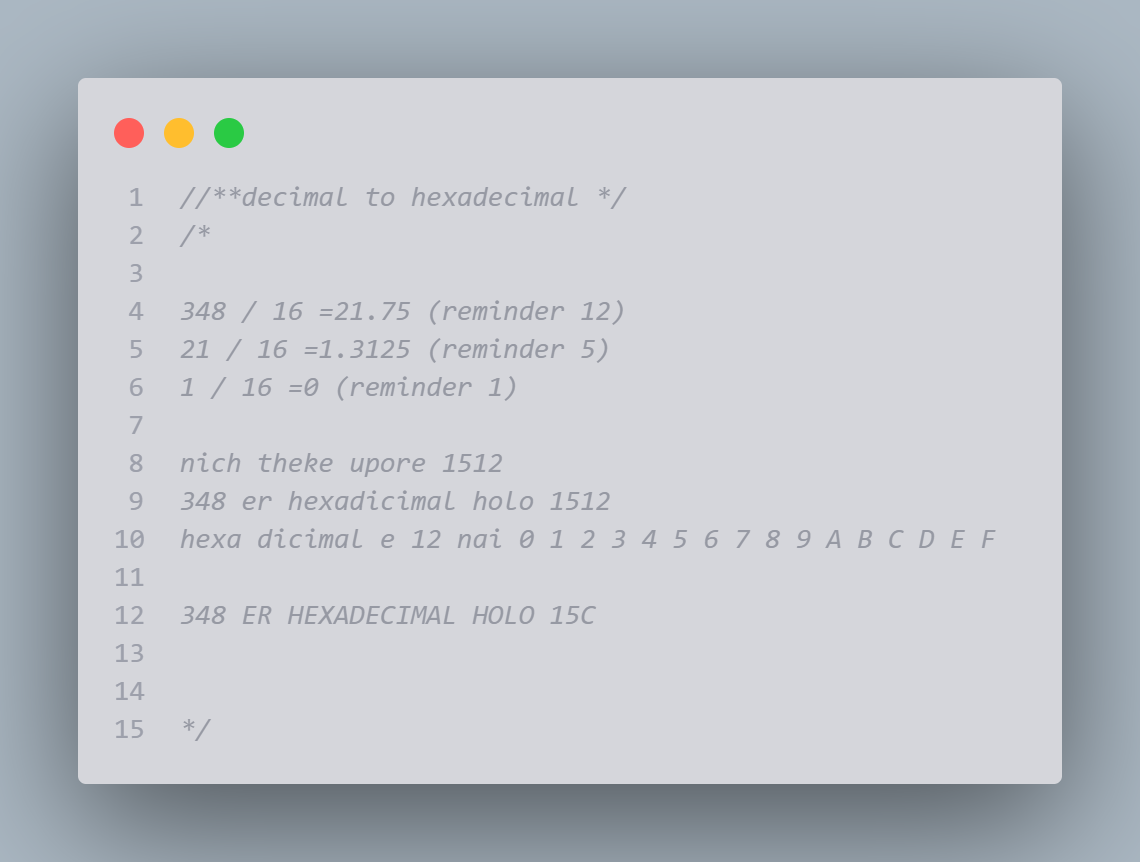 1 //**decimal to hexadecimal */
2 /*
3
4 348 / 16 =21.75 (reminder 12)
5 21 / 16 =1.3125 (reminder 5)
6 1 / 16 =0 (reminder 1)
7
8 nich theke upore 1512
9 348 er hexadicimal holo 1512
10 hexa dicimal e 12 nai 0 1 2 3 4 5 6 7 8 9 A B C D E F
11
12 348 ER HEXADECIMAL HOLO 15C
13
14
15 */